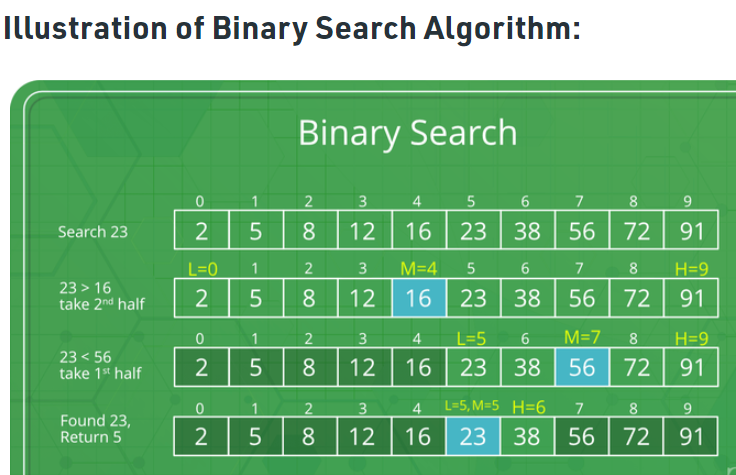 Illustration of Binary Search Algorithm:
Binary Search
0 1 2 3 4 5 6 7 8 9
Search 23 2 5 8 12 16 23 38 56 72 91
L=0 1 2 3 M=4 5 6 7 8 H=9
23 > 16
take 2nd half 2 5 8 12 16 23 38 56 72 91
0 1 2 3 4 L=5 6 M=7 8 H=9
23 < 56
take 1st half 2 5 8 12 16 23 38 56 72 91
0 1 2 3 4 L=5, M=5 H=6 7 8 9
Found 23,
Return 5 2 5 8 12 16 23 38 56 72 91